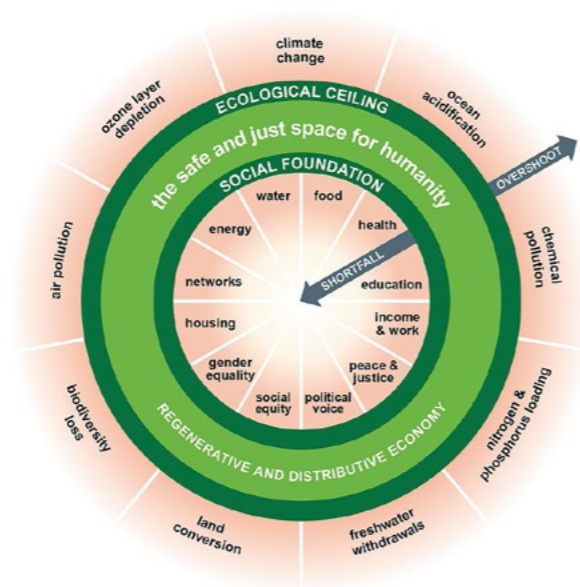 climate
change
ocean
acidification
chemical
pollution
nitrogen &
phosphorus loading
freshwater
withdrawals
land
conversion
biodiversity
loss
air pollution
ozone layer
depletion
OVERSHOOT
ECOLOGICAL CEILING
the safe and just space for humanity
SOCIAL FOUNDATION
water
food
health
SHORTFALL
education
income
& work
peace &
justice
political
voice
social
equity
gender
equality
housing
networks
energy
REGENERATIVE AND DISTRIBUTIVE ECONOMY